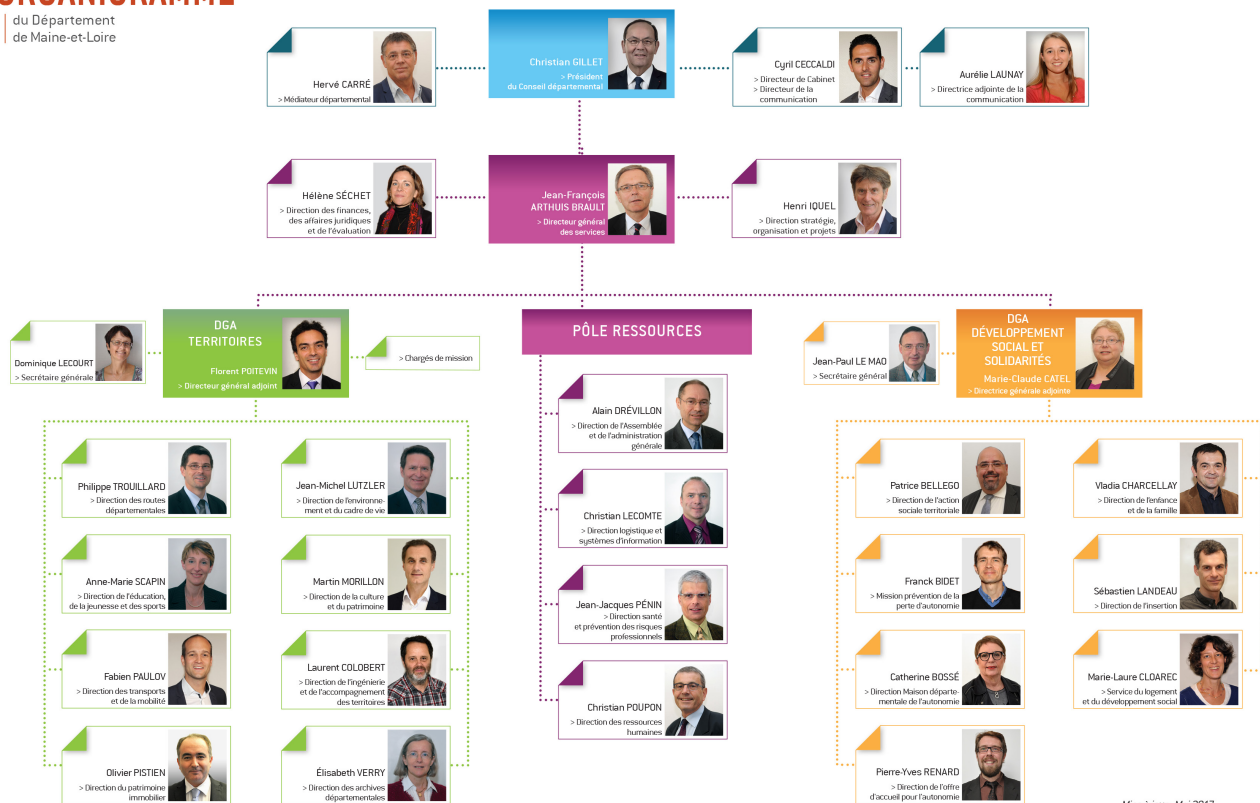 ORGANIGRAMME
du Département
de Maine-et-Loire
Hervé CARRÉ
> Médiateur départemental
Christian GILLET
> Président
du Conseil départemental
Cyril CECCALDI
> Directeur de Cabinet
> Directeur de la
communication
Aurélie LAUNAY
> Directrice adjointe de la
communication
Hélène SÉCHET
> Direction des finances,
des affaires juridiques
et de l'évaluation
Jean-François
ARTHUIS BRAULT
> Directeur général
des services
Henri IQUEL
> Direction stratégie,
organisation et projets
Dominique LECOURT
> Secrétaire générale
DGA
TERRITOIRES
Florent POITEVIN
> Directeur général adjoint
> Chargés de mission
PÔLE RESSOURCES
Jean-Paul LE MAO
> Secrétaire général
DGA
DÉVELOPPEMENT
SOCIAL ET
SOLIDARITÉS
Marie-Claude CATEL
> Directrice générale adjointe
Philippe TROUILLARD
> Direction des routes
départementales
Jean-Michel LUTZLER
> Direction de l'environne-
ment et du cadre de vie
Anne-Marie SCAPIN
> Direction de l'éducation,
de la jeunesse et des sports
Martin MORILLON
> Direction de la culture
et du patrimoine
Fabien PAULOV
> Direction des transports
et de la mobilité
Laurent COLOBERT
> Direction de l'ingénierie
et de l'accompagnement
des territoires
Olivier PISTIEN
> Direction du patrimoine
immobilier
Élisabeth VERRY
> Direction des archives
départementales
Alain DRÉVILLON
> Direction de l'Assemblée
et de l'administration
générale
Christian LECOMTE
> Direction logistique et
systèmes d'information
Jean-Jacques PÉNIN
> Direction santé
et prévention des risques
professionnels
Christian POUPON
> Direction des ressources
humaines
Patrice BELLEGO
> Direction de l'action
sociale territoriale
Vladia CHARCELLAY
> Direction de l'enfance
et de la famille
Franck BIDET
> Mission prévention de la
perte d'autonomie
Sébastien LANDEAU
> Direction de l'insertion
Catherine BOSSÉ
> Direction Maison départe-
mentale de l'autonomie
Marie-Laure CLOAREC
> Service du logement
et du développement social
Pierre-Yves RENARD
> Direction de l'offre
d'accueil pour l'autonomie
Mai 2017